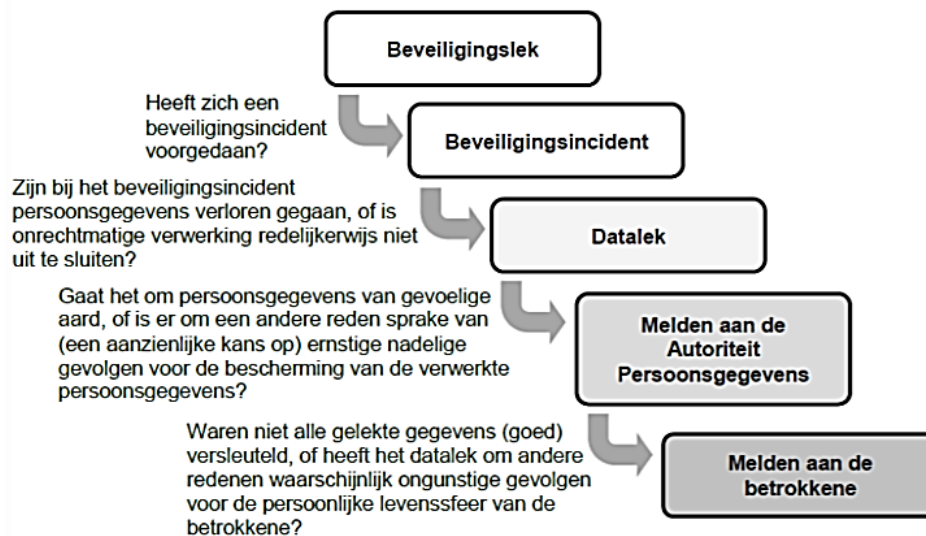 Beveiligingslek
Heeft zich een
beveiligingsincident
voorgedaan?
Beveiligingsincident
Zijn bij het beveiligingsincident
persoonsgegevens verloren gegaan, of is
onrechtmatige verwerking redelijkerwijs niet
uit te sluiten?
Datalek
Gaat het om persoonsgegevens van gevoelige
aard, of is er om een andere reden sprake van
(een aanzienlijke kans op) ernstige nadelige
gevolgen voor de bescherming van de verwerkte
persoonsgegevens?
Melden aan de
Autoriteit
Persoonsgegevens
Waren niet alle gelekte gegevens (goed)
versleuteld, of heeft het datalek om andere
redenen waarschijnlijk ongunstige gevolgen
voor de persoonlijke levenssfeer van de
betrokkene?
Melden aan de
betrokkene